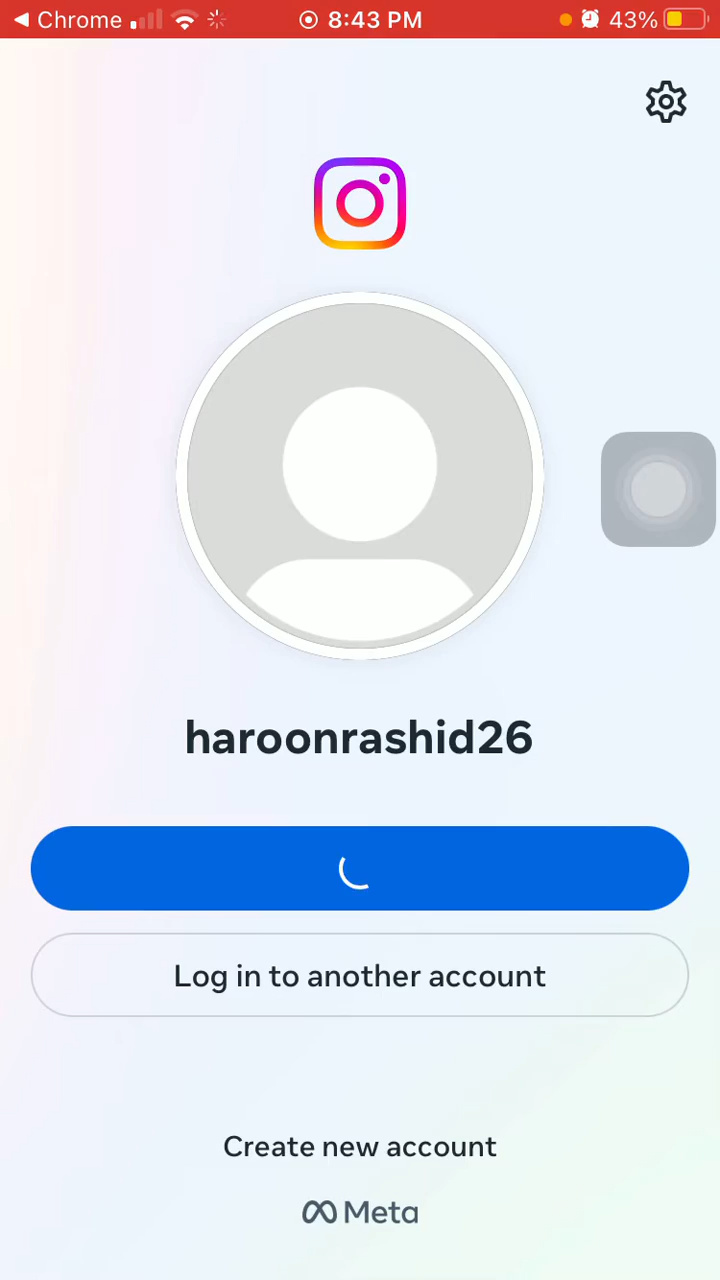 Chrome 8:43 PM 43%
haroonrashid26
Log in to another account
Create new account
Meta